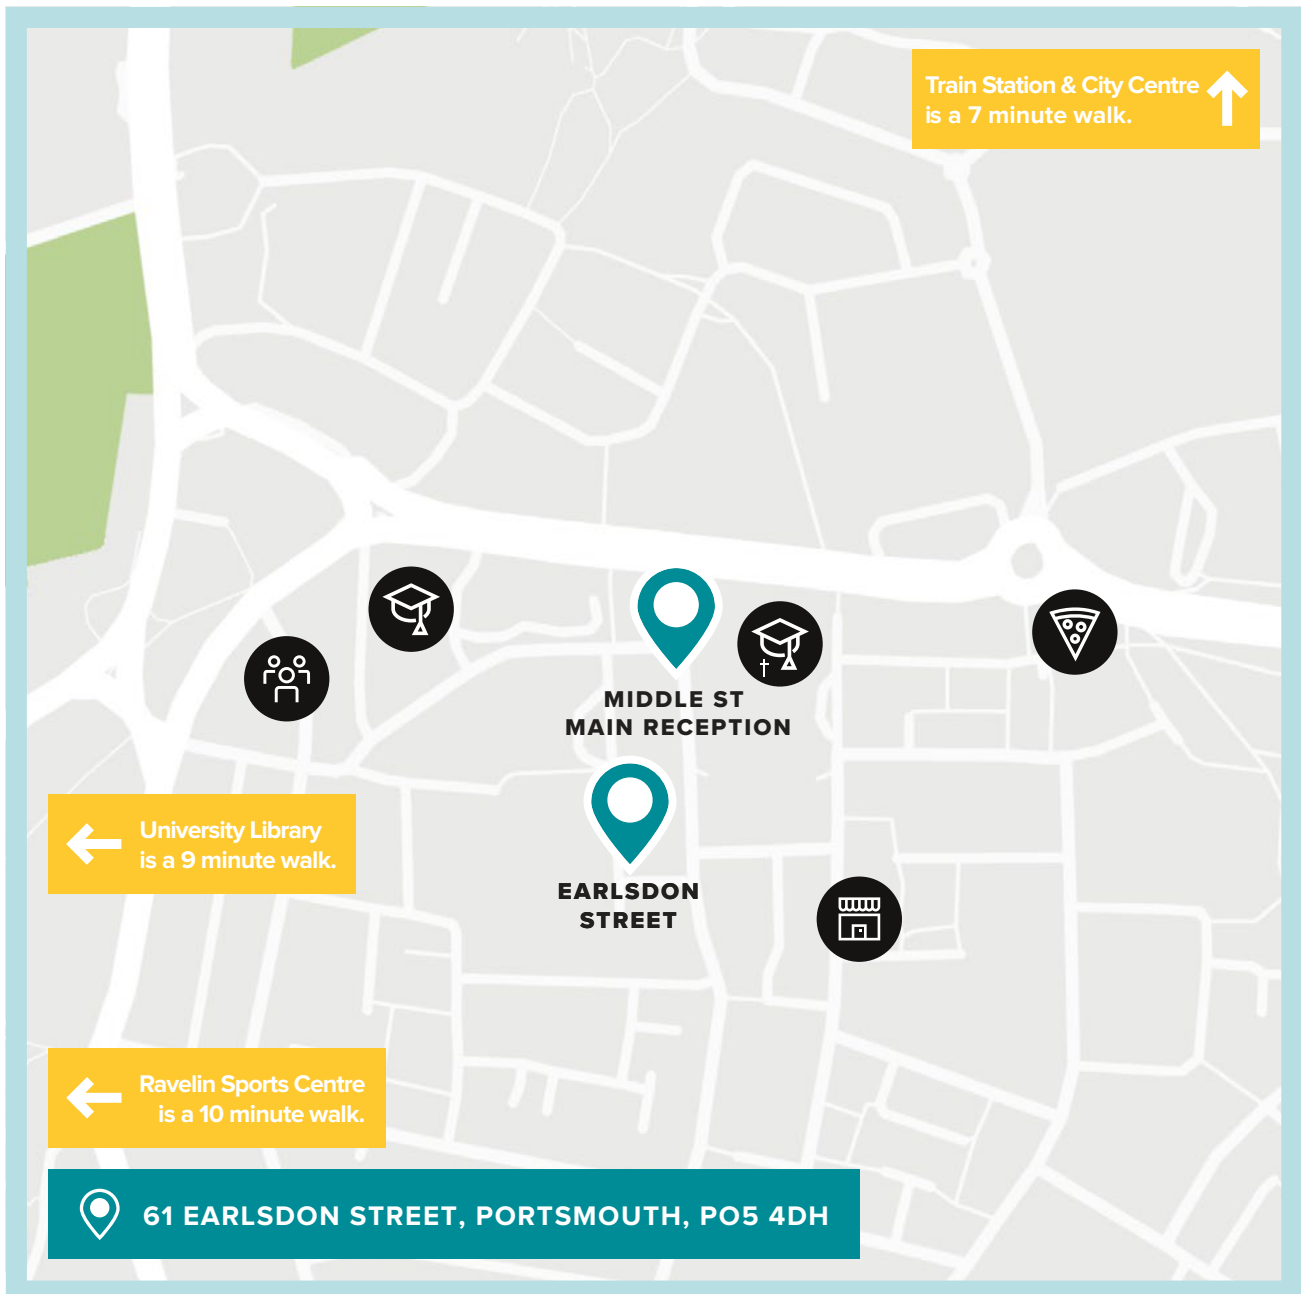 Train Station & City Centre
is a 7 minute walk.
†
MIDDLE ST
MAIN RECEPTION
University Library
is a 9 minute walk.
EARLSDON
STREET
Ravelin Sports Centre
is a 10 minute walk.
61 EARLSDON STREET, PORTSMOUTH, PO5 4DH